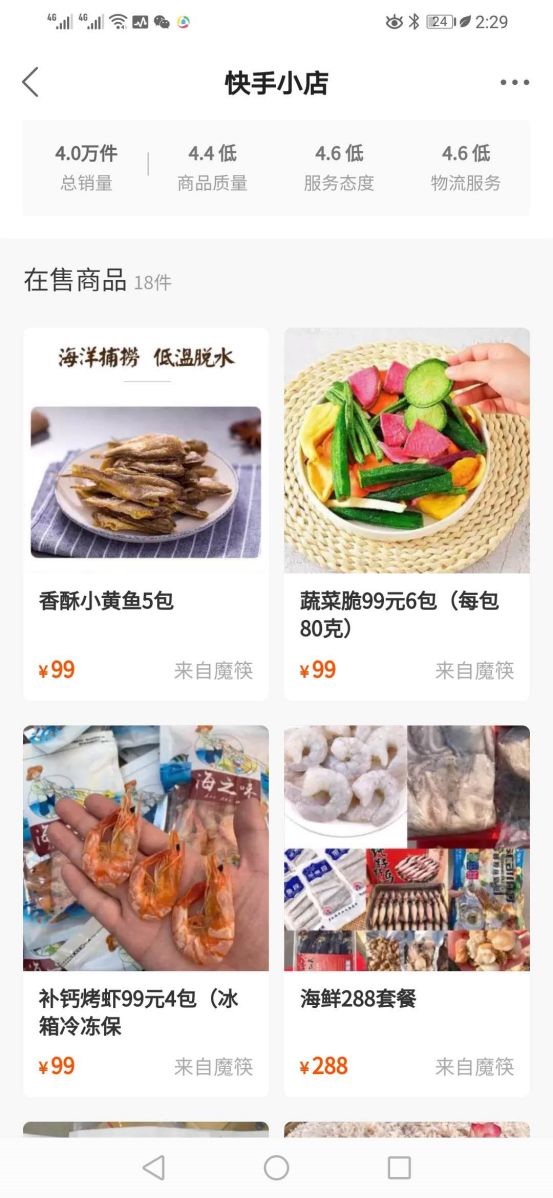 4G 4G 24 2:29
快手小店
4.0万件 4.4 低 4.6 低 4.6 低
总销量 商品质量 服务态度 物流服务
在售商品 18件
海洋捕捞 低温脱水
香酥小黄鱼5包
¥99 来自魔筷
蔬菜脆99元6包（每包
80克）
¥99 来自魔筷
海之味
补钙烤虾99元4包（冰
箱冷冻保
¥99 来自魔筷
海鲜288套餐
¥288 来自魔筷